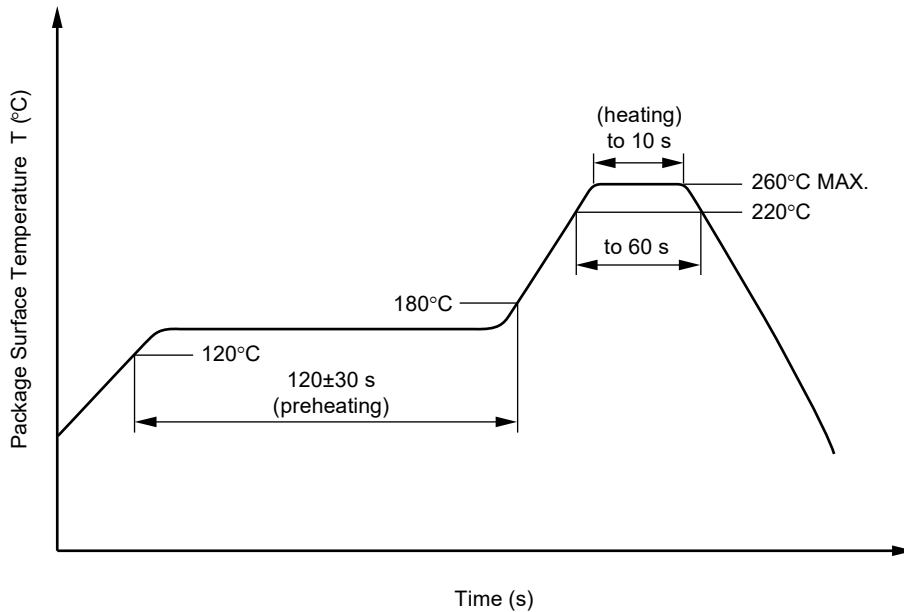 Package Surface Temperature T (°C)
(heating)
to 10 s
260°C MAX.
220°C
to 60 s
180°C
120°C
120±30 s
(preheating)
Time (s)